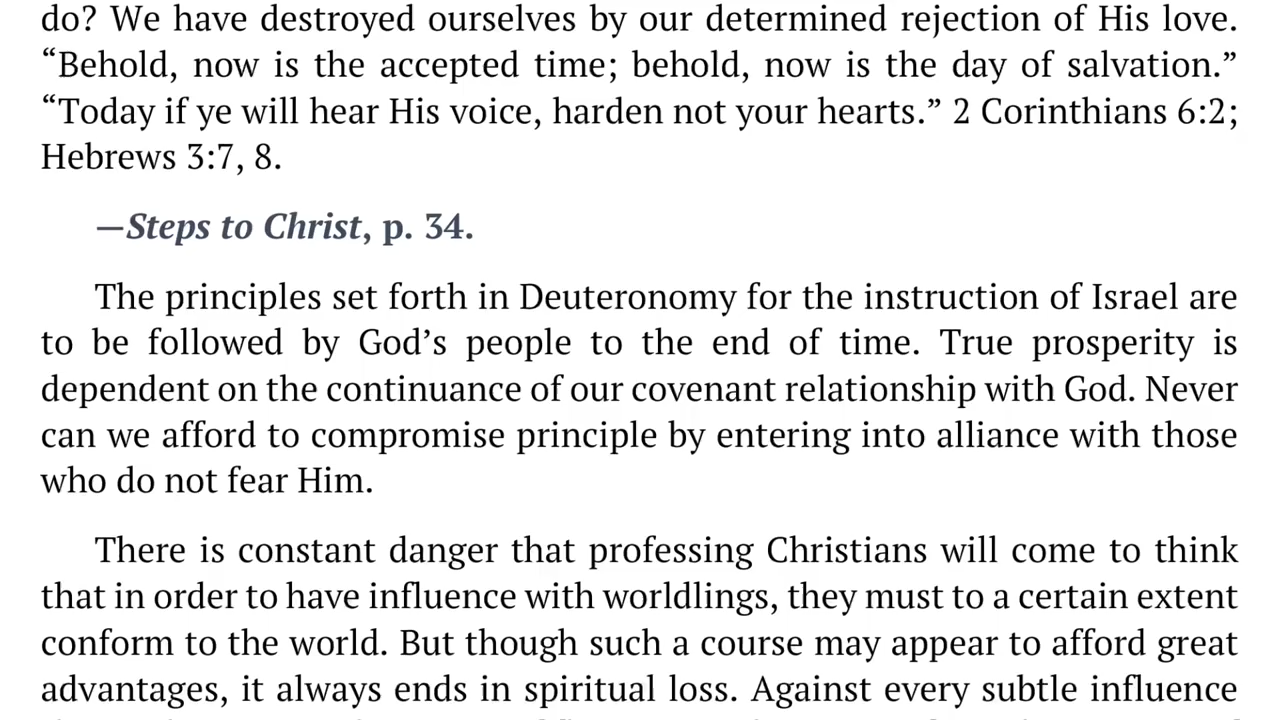 do? We have destroyed ourselves by our determined rejection of His love.
“Behold, now is the accepted time; behold, now is the day of salvation.”
“Today if ye will hear His voice, harden not your hearts.” 2 Corinthians 6:2;
Hebrews 3:7, 8.
—Steps to Christ, p. 34.
The principles set forth in Deuteronomy for the instruction of Israel are
to be followed by God’s people to the end of time. True prosperity is
dependent on the continuance of our covenant relationship with God. Never
can we afford to compromise principle by entering into alliance with those
who do not fear Him.
There is constant danger that professing Christians will come to think
that in order to have influence with worldlings, they must to a certain extent
conform to the world. But though such a course may appear to afford great
advantages, it always ends in spiritual loss. Against every subtle influence